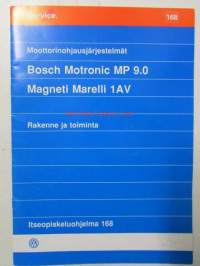 Service.
168
Moottorinohjausjärjestelmät
Bosch Motronic MP 9.0
Magneti Marelli 1AV
Rakenne ja toiminta
Itseopiskeluohjelma 168